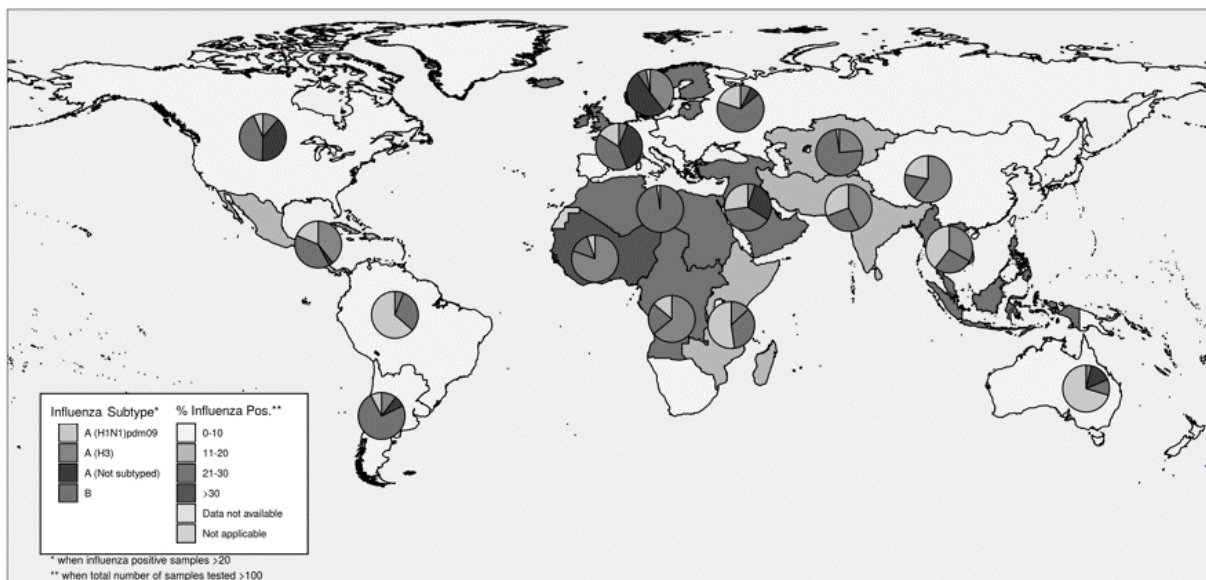 Influenza Subtype*
A (H1N1)pdm09
A (H3)
A (Not subtyped)
B
% Influenza Pos.**
0-10
11-20
21-30
>30
Data not available
Not applicable
* when influenza positive samples >20
** when total number of samples tested >100